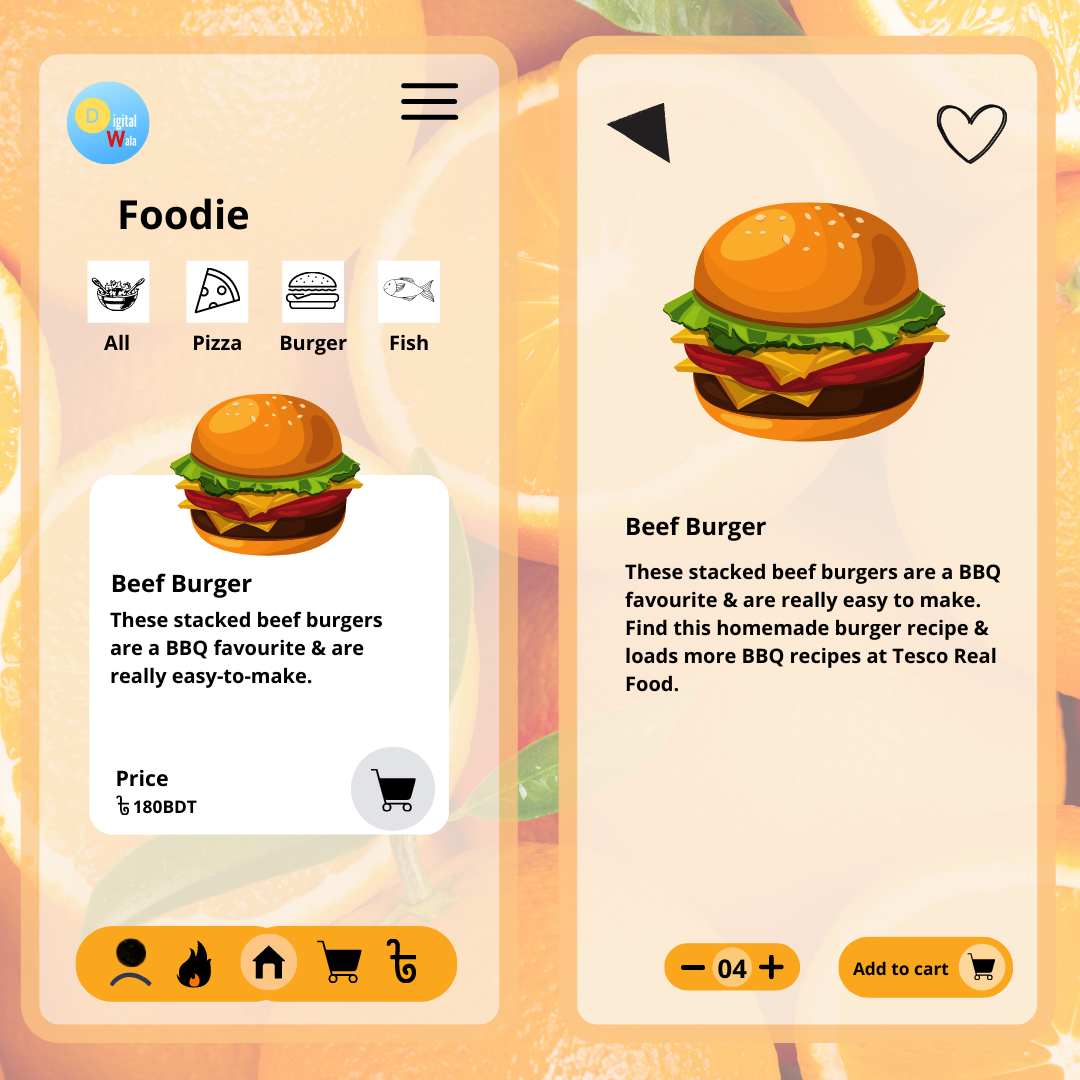 Digital
Wala
Foodie
All Pizza Burger Fish
Beef Burger
These stacked beef burgers
are a BBQ favourite & are
really easy-to-make.
Price
৳ 180BDT
৳
Beef Burger
These stacked beef burgers are a BBQ
favourite & are really easy to make.
Find this homemade burger recipe &
loads more BBQ recipes at Tesco Real
Food.
04
Add to cart